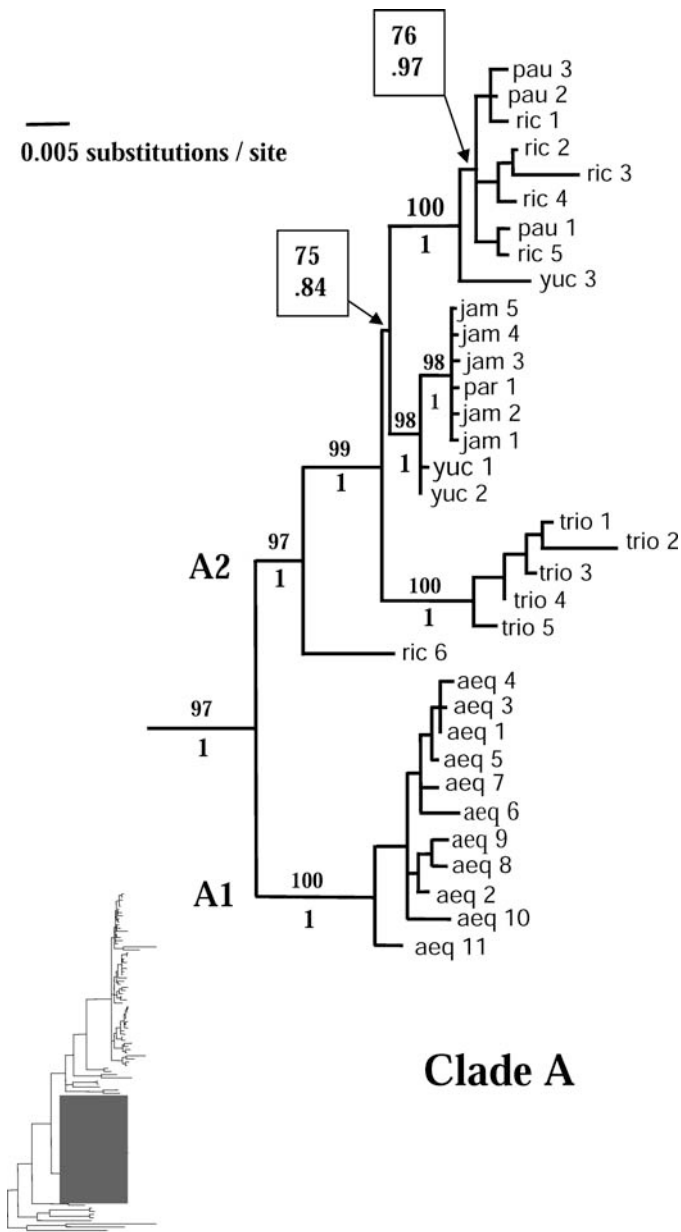 76
.97
pau 3
pau 2
ric 1
0.005 substitutions / site
ric 2
ric 3
ric 4
100
1
pau 1
ric 5
75
.84
yuc 3
jam 5
jam 4
jam 3
98
1
par 1
jam 2
98
1
jam 1
99
1
yuc 1
yuc 2
trio 1
trio 2
97
1
A2
trio 3
100
1
trio 4
trio 5
ric 6
aeq 4
97
1
aeq 3
aeq 1
aeq 5
aeq 7
aeq 6
aeq 9
aeq 8
100
1
A1
aeq 2
aeq 10
aeq 11
Clade A